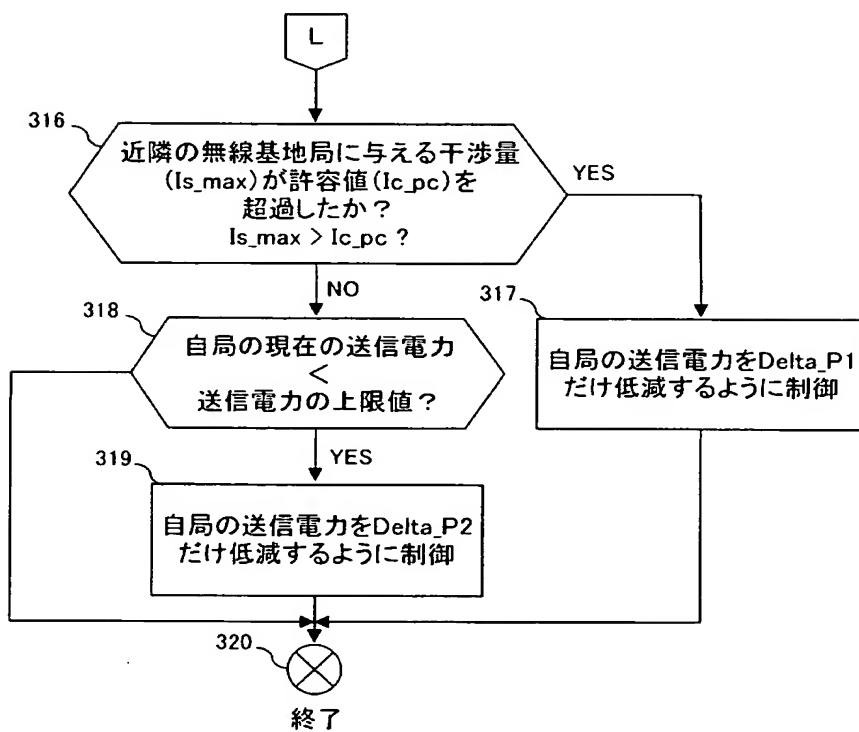 L
316
近隣の無線基地局に与える干渉量
(Is_max)が許容値(Ic_pc)を
超過したか?
Is_max > Ic_pc ?
YES
NO
317
自局の送信電力をDelta_P1
だけ低減するように制御
318
自局の現在の送信電力
<
送信電力の上限値?
YES
319
自局の送信電力をDelta_P2
だけ低減するように制御
320
終了